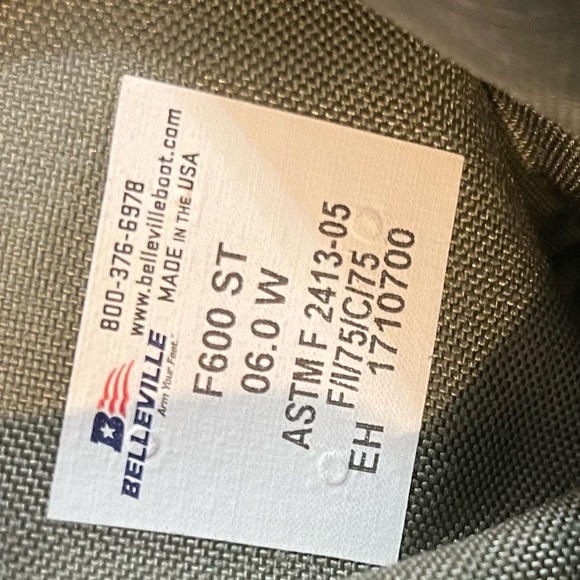 800-376-6978
www.bellevilleboot.com
BELLEVILLE
MADE IN THE USA
Arm Your Feet.™
F600 ST
06.0 W
ASTM F 2413-05
F/I/75/C/75
EH 1710700